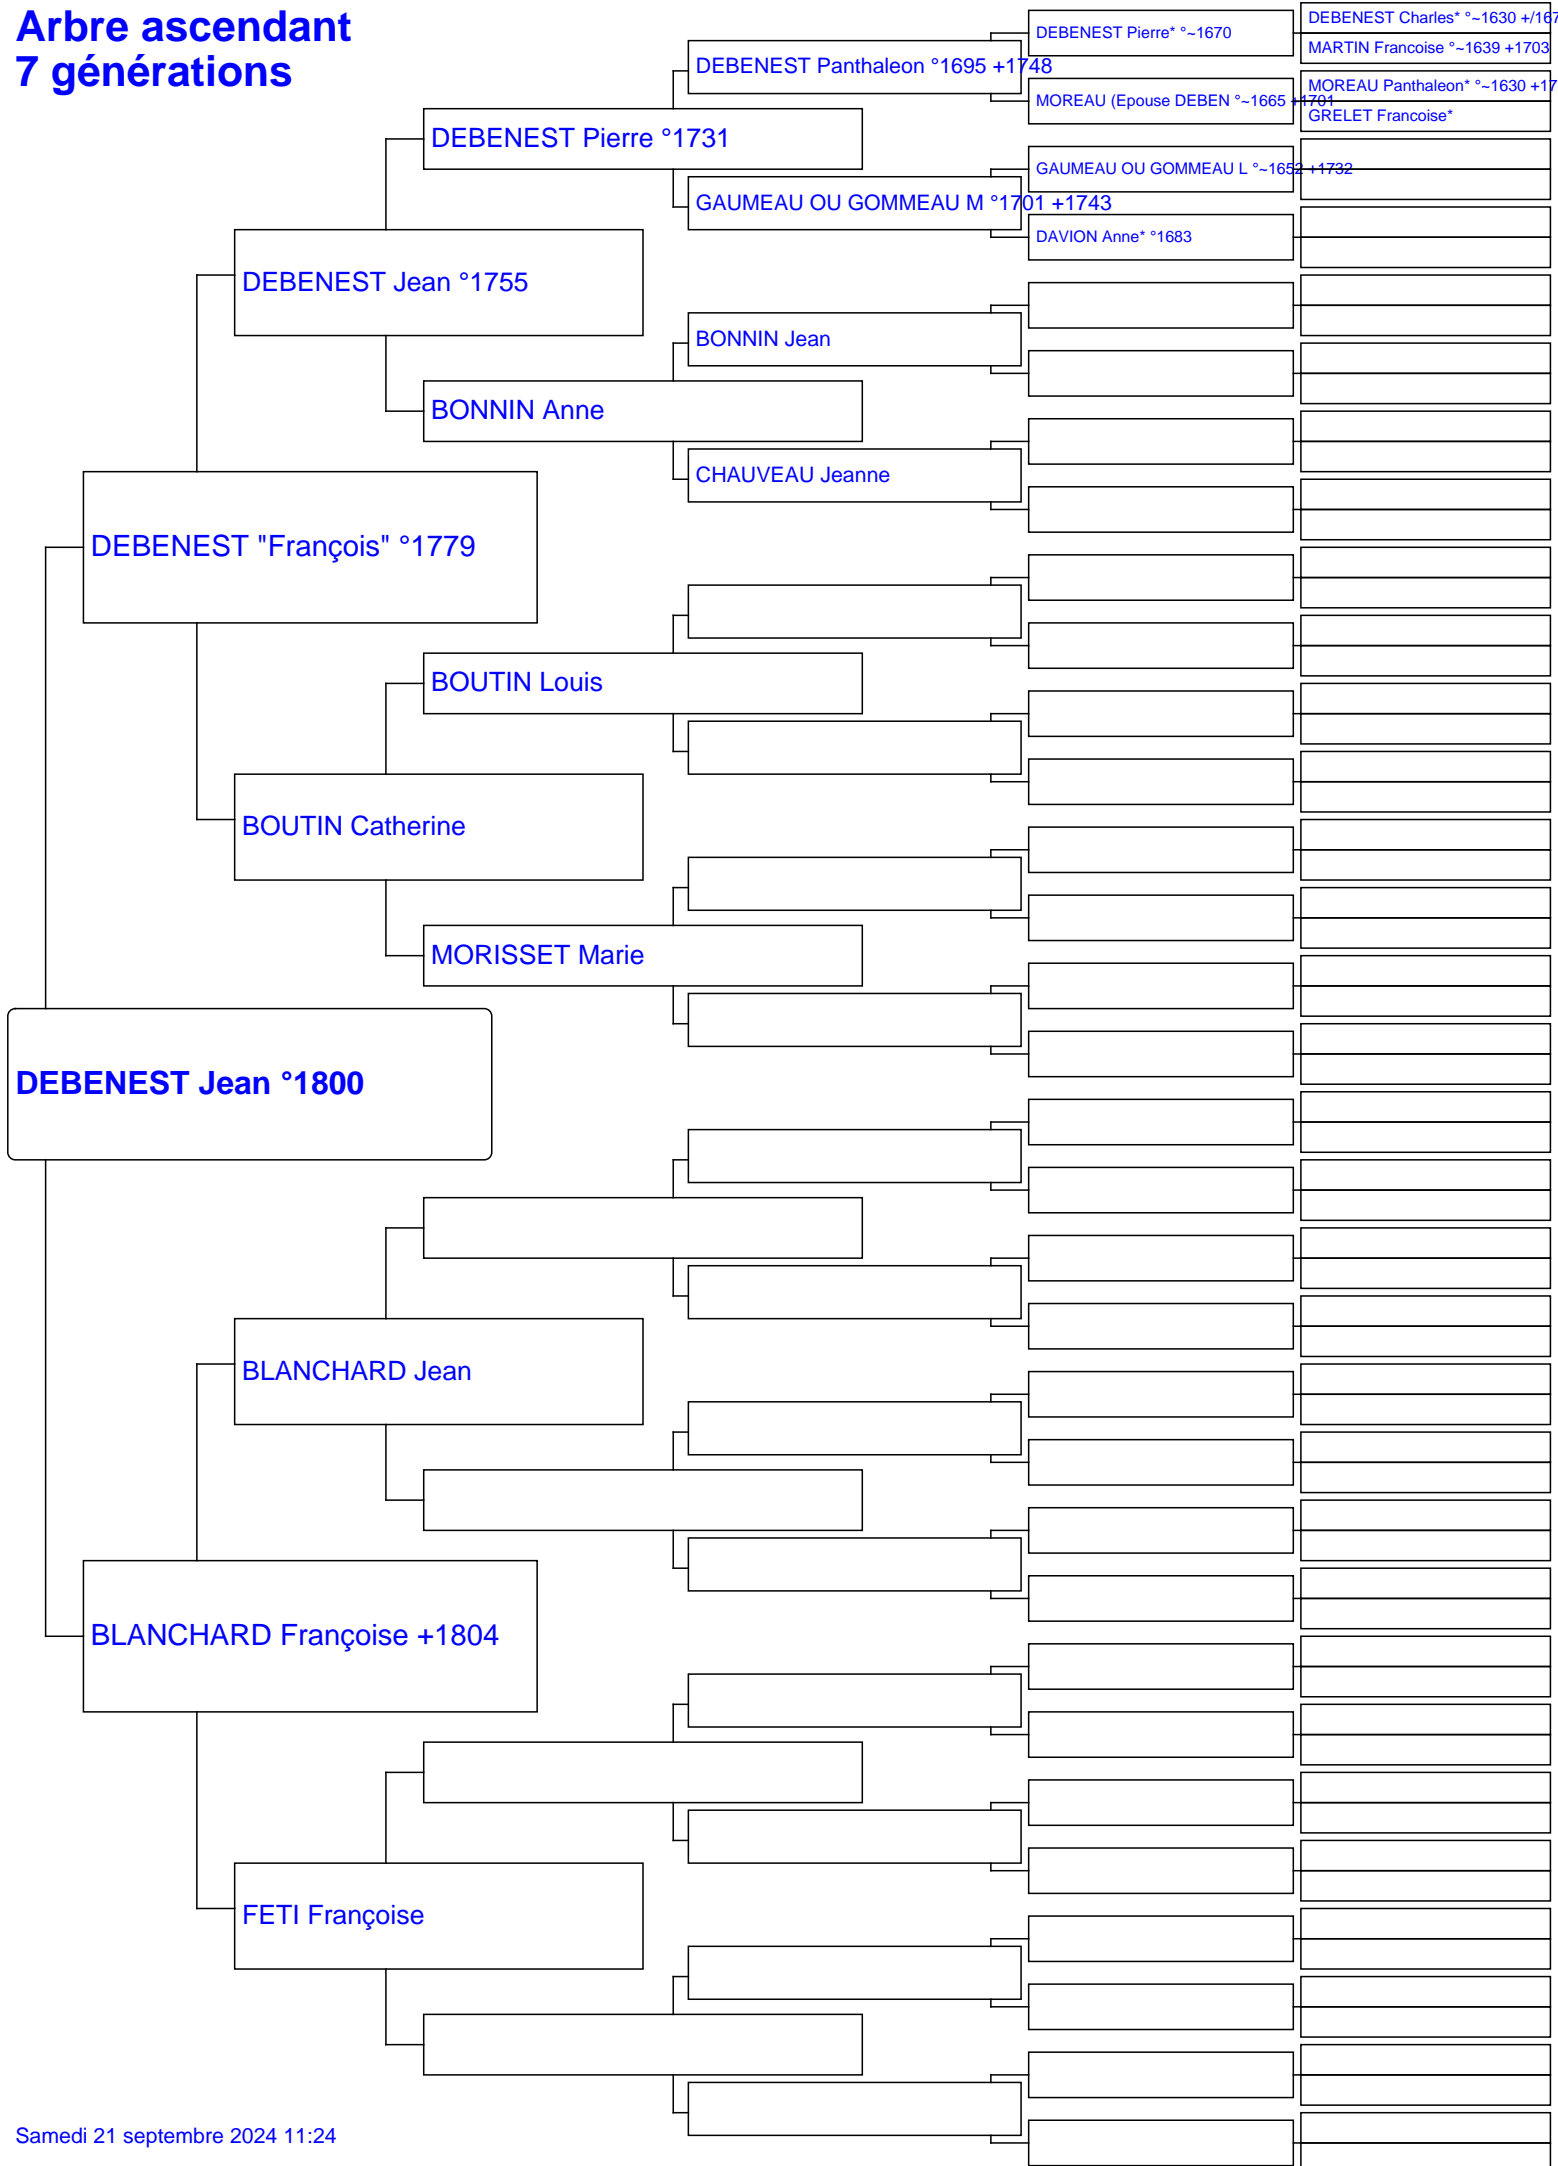 Arbre ascendant
7 générations
DEBENEST Charles* °~1630 +/167
DEBENEST Pierre* °~1670
MARTIN Francoise °~1639 +1703
DEBENEST Panthaleon °1695 +1748
MOREAU Panthaleon* °~1630 +17
MOREAU (Epouse DEBEN °~1665 +1701
GRELET Francoise*
DEBENEST Pierre °1731
GAUMEAU OU GOMMEAU L °~1652 +1732
GAUMEAU OU GOMMEAU M °1701 +1743
DAVION Anne* °1683
DEBENEST Jean °1755
BONNIN Jean
BONNIN Anne
CHAUVEAU Jeanne
DEBENEST "François" °1779
BOUTIN Louis
BOUTIN Catherine
MORISSET Marie
DEBENEST Jean °1800
BLANCHARD Jean
BLANCHARD Françoise +1804
FETI Françoise
Samedi 21 septembre 2024 11:24